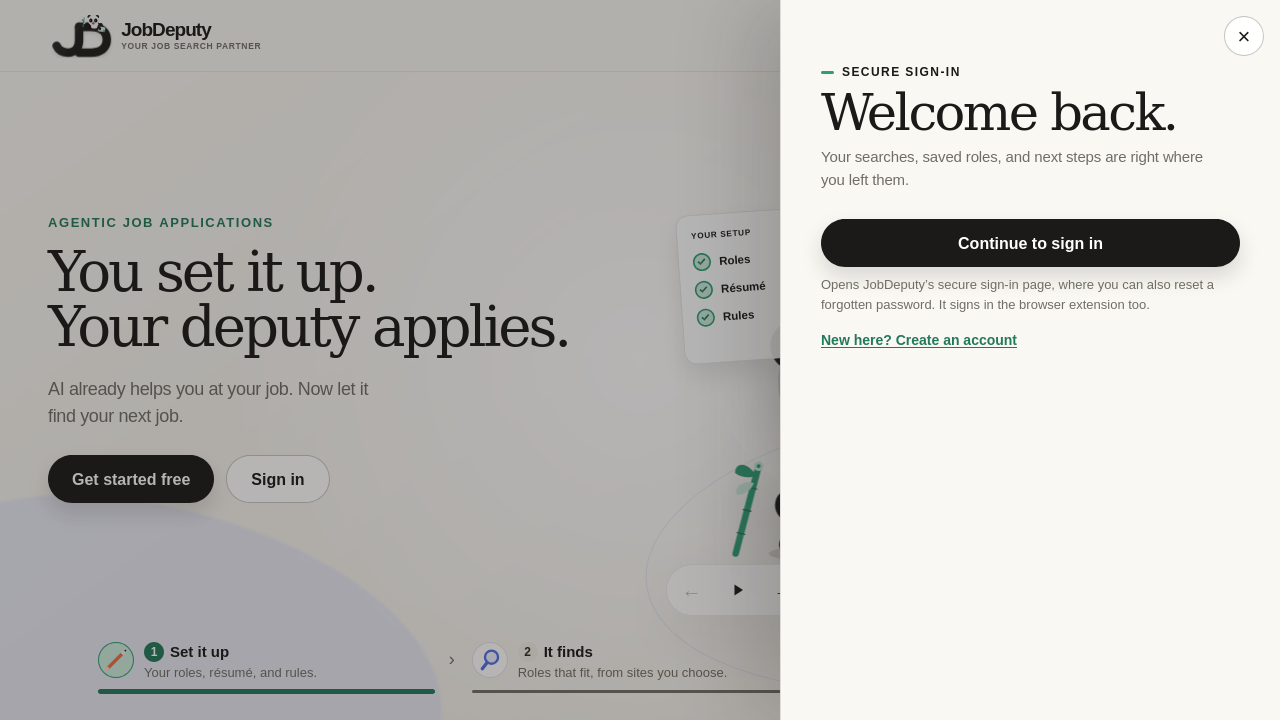 JobDeputy
YOUR JOB SEARCH PARTNER
AGENTIC JOB APPLICATIONS
You set it up.
Your deputy applies.
AI already helps you at your job. Now let it
find your next job.
Get started free
Sign in
YOUR SETUP
Roles
Résumé
Rules
1 Set it up
Your roles, résumé, and rules.
2 It finds
Roles that fit, from sites you choose.
SECURE SIGN-IN
Welcome back.
Your searches, saved roles, and next steps are right where
you left them.
Continue to sign in
Opens JobDeputy’s secure sign-in page, where you can also reset a
forgotten password. It signs in the browser extension too.
New here? Create an account